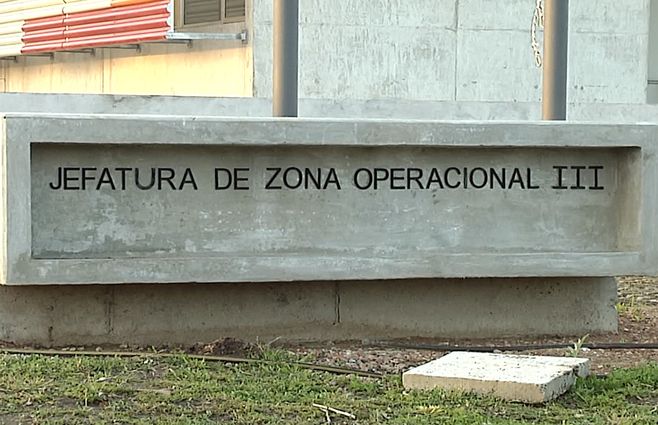 JEFATURA DE ZONA OPERACIONAL III